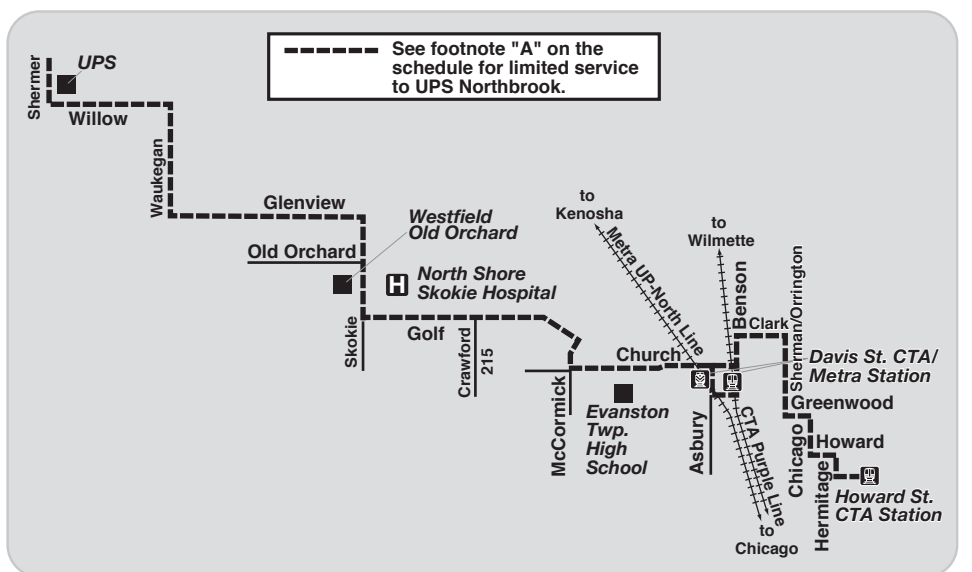 See footnote "A" on the
schedule for limited service
to UPS Northbrook.
Shermer
UPS
Willow
Waukegan
Glenview
Westfield
Old Orchard
Old Orchard
H
North Shore
Skokie Hospital
Skokie
Golf
Crawford
215
to
Kenosha
Metra UP-North Line
to
Wilmette
Benson
Clark
Sherman/Orrington
Church
Davis St. CTA/
Metra Station
McCormick
Evanston
Twp.
High
School
Asbury
CTA Purple Line
to
Chicago
Greenwood
Chicago
Howard
Hermitage
Howard St.
CTA Station